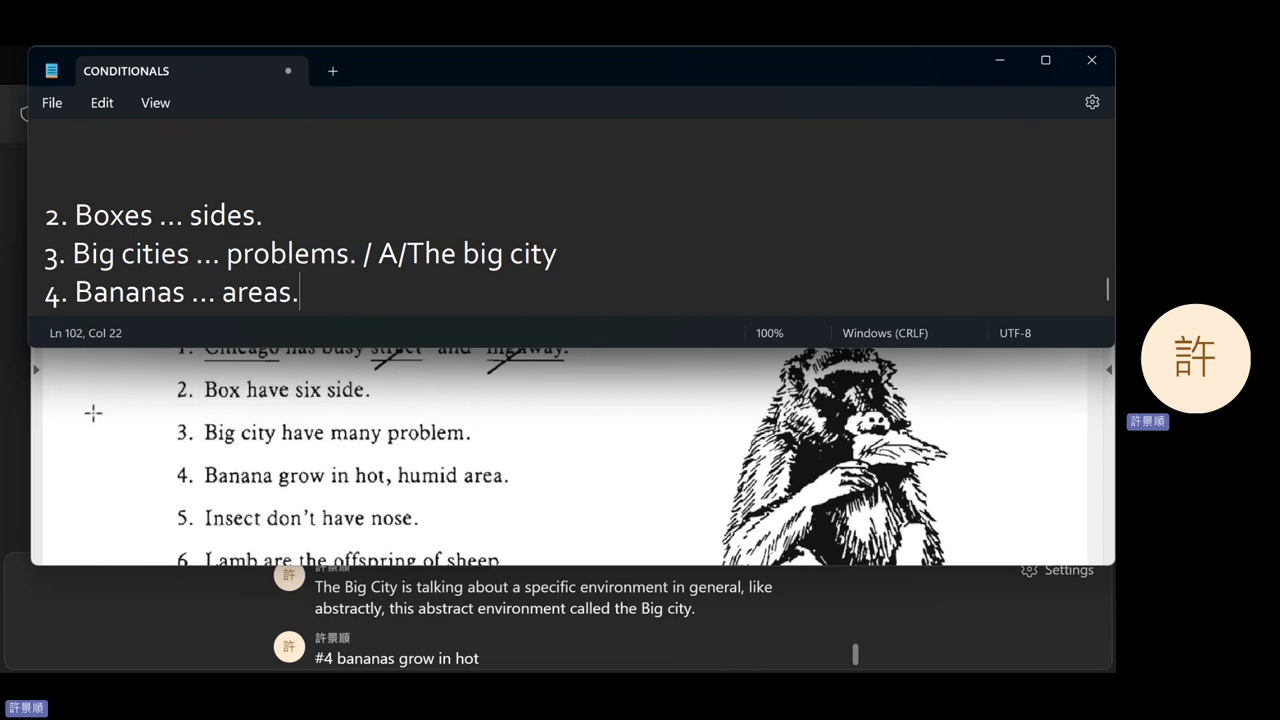 CONDITIONALS
File Edit View
2. Boxes ... sides.
3. Big cities ... problems. / A/The big city
4. Bananas ... areas.
Ln 102, Col 22 100% Windows (CRLF) UTF-8
1. Chicago has busy street and highway.
2. Box have six side.
3. Big city have many problem.
4. Banana grow in hot, humid area.
5. Insect don't have nose.
6. Lamb are the offspring of sheep.
Settings
許 許景順
The Big City is talking about a specific environment in general, like
abstractly, this abstract environment called the Big city.
許 許景順
#4 bananas grow in hot
許
許景順
許景順